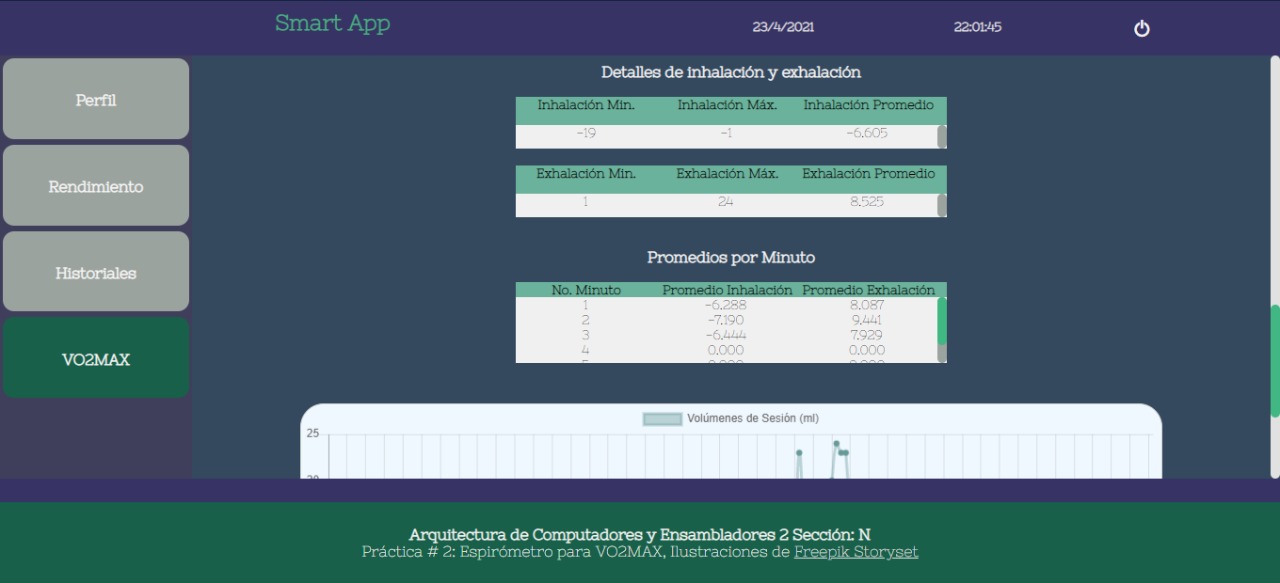 Smart App 23/4/2021 22:01:45
Perfil
Rendimiento
Historiales
VO2MAX
Detalles de inhalación y exhalación
Inhalación Min. Inhalación Máx. Inhalación Promedio
-19 -1 -6.605
Exhalación Min. Exhalación Máx. Exhalación Promedio
1 24 8.525
Promedios por Minuto
No. Minuto Promedio Inhalación Promedio Exhalación
1 -6.288 8.087
2 -7.190 9.441
3 -6.444 7.929
4 0.000 0.000
Volúmenes de Sesión (ml)
25
Arquitectura de Computadores y Ensambladores 2 Sección: N
Práctica # 2: Espirómetro para VO2MAX, Ilustraciones de Freepik Storyset